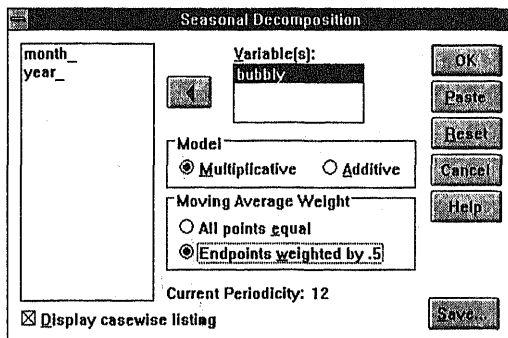 Seasonal Decomposition
month_
year_
Variable(s):
bubbly
Model
Multiplicative
Additive
Moving Average Weight
All points equal
Endpoints weighted by .5
Current Periodicity: 12
Display casewise listing
OK
Paste
Reset
Cancel
Help
Save...